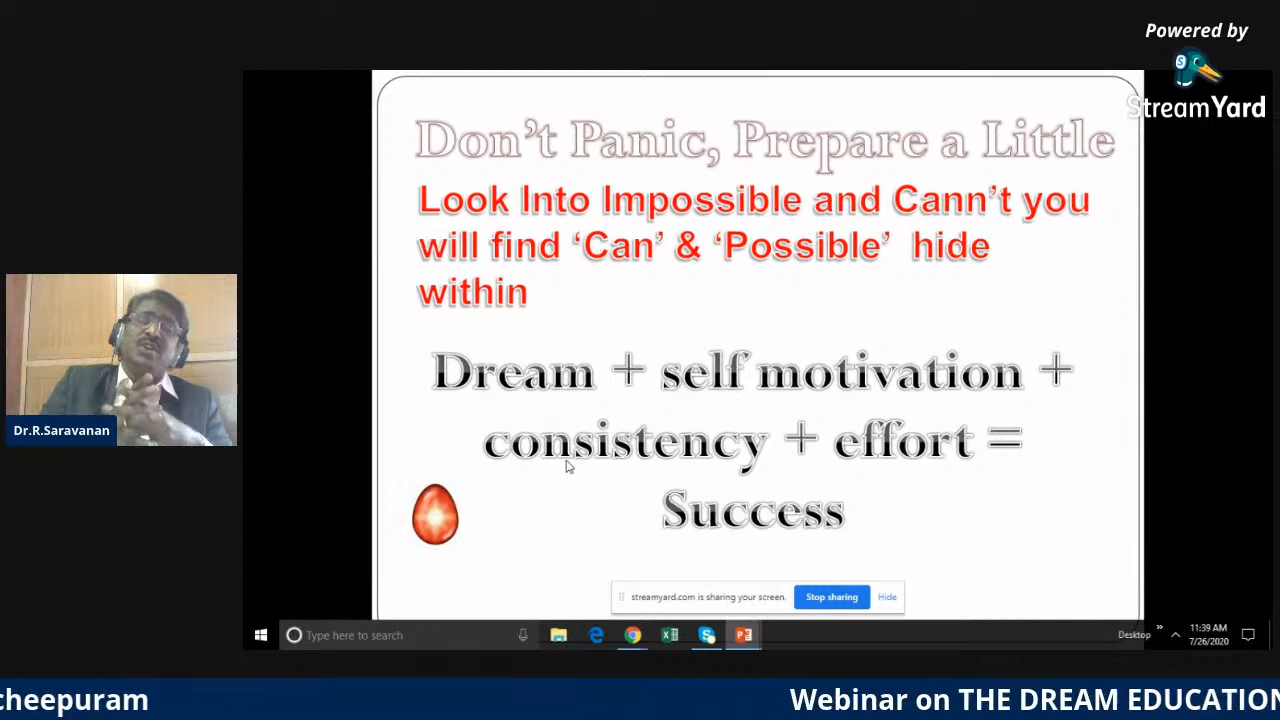 Powered by
StreamYard
Don't Panic, Prepare a Little
Look Into Impossible and Cann't you
will find 'Can' & 'Possible' hide
within
Dream + self motivation +
consistency + effort =
Success
Dr.R.Saravanan
streamyard.com is sharing your screen. Stop sharing Hide
Type here to search
Desktop
11:39 AM
7/26/2020
cheepuram Webinar on THE DREAM EDUCATION